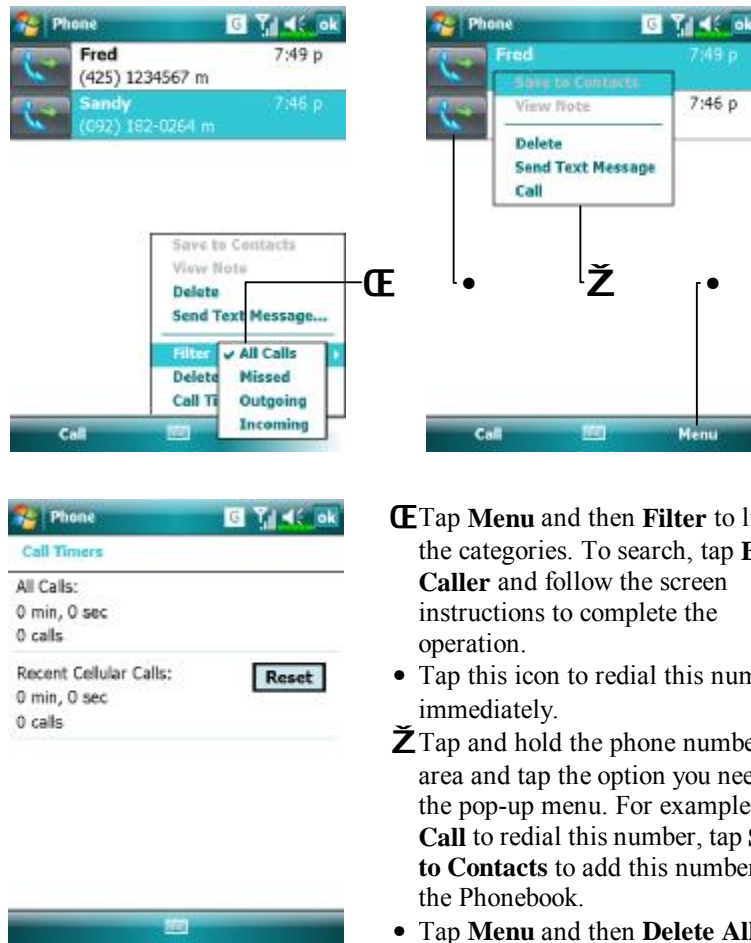 Phone G ok
Fred 7:49 p
(425) 1234567 m
Sandy 7:46 p
(092) 182-0264 m
Save to Contacts
View Note
Delete
Send Text Message...
Filter
✓ All Calls
Delete
Missed
Call
Outgoing
Incoming
Call
Œ
Phone G ok
Fred 7:49 p
Save to Contacts
View Note
7:46 p
Delete
Send Text Message
Call
• Ž •
Call Menu
Phone G ok
Call Timers
All Calls:
0 min, 0 sec
0 calls
Recent Cellular Calls:
Reset
0 min, 0 sec
0 calls
Œ Tap Menu and then Filter to
the categories. To search, tap
Caller and follow the screen
instructions to complete the
operation.
• Tap this icon to redial this
immediately.
Ž Tap and hold the phone
area and tap the option you
the pop-up menu. For example
Call to redial this number, tap
to Contacts to add this number
the Phonebook.
• Tap Menu and then Delete All